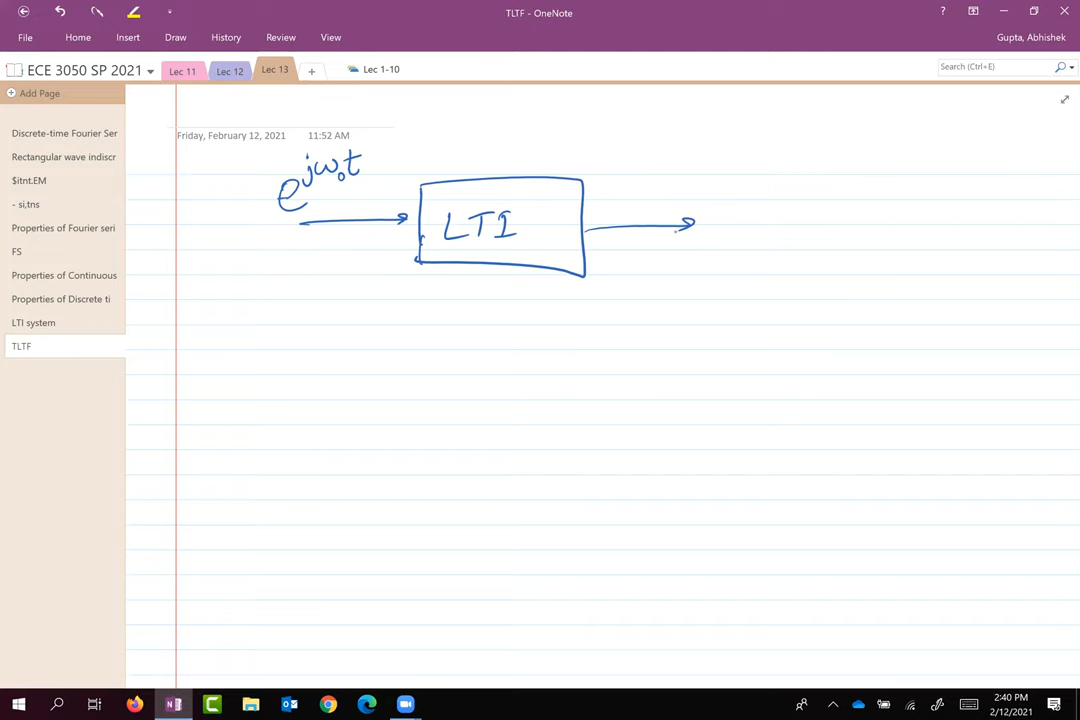 TLTF - OneNote
File Home Insert Draw History Review View Gupta, Abhishek
ECE 3050 SP 2021 Lec 11 Lec 12 Lec 13 Lec 1-10 Search (Ctrl+E)
Add Page
Discrete-time Fourier Ser
Rectangular wave indiscr
$itnt.EM
- si,tns
Properties of Fourier seri
FS
Properties of Continuous
Properties of Discrete ti
LTI system
TLTF
Friday, February 12, 2021 11:52 AM
e^{jω₀t}
LTI
2:40 PM
2/12/2021